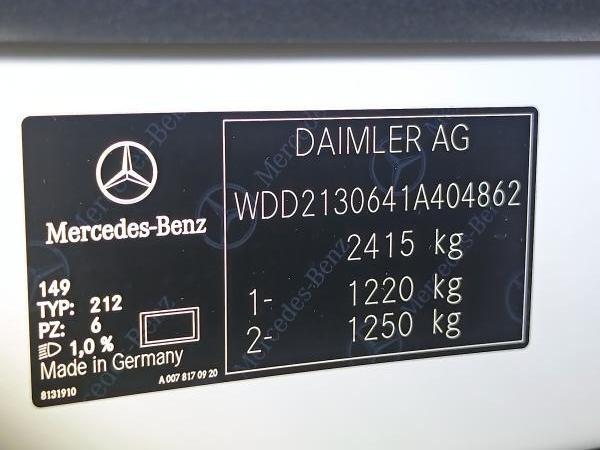 Mercedes-Benz
149
TYP: 212
PZ: 6
1,0 %
Made in Germany
8131910
A 007 817 09 20
DAIMLER AG
WDD2130641A404862
2415 kg
1- 1220 kg
2- 1250 kg